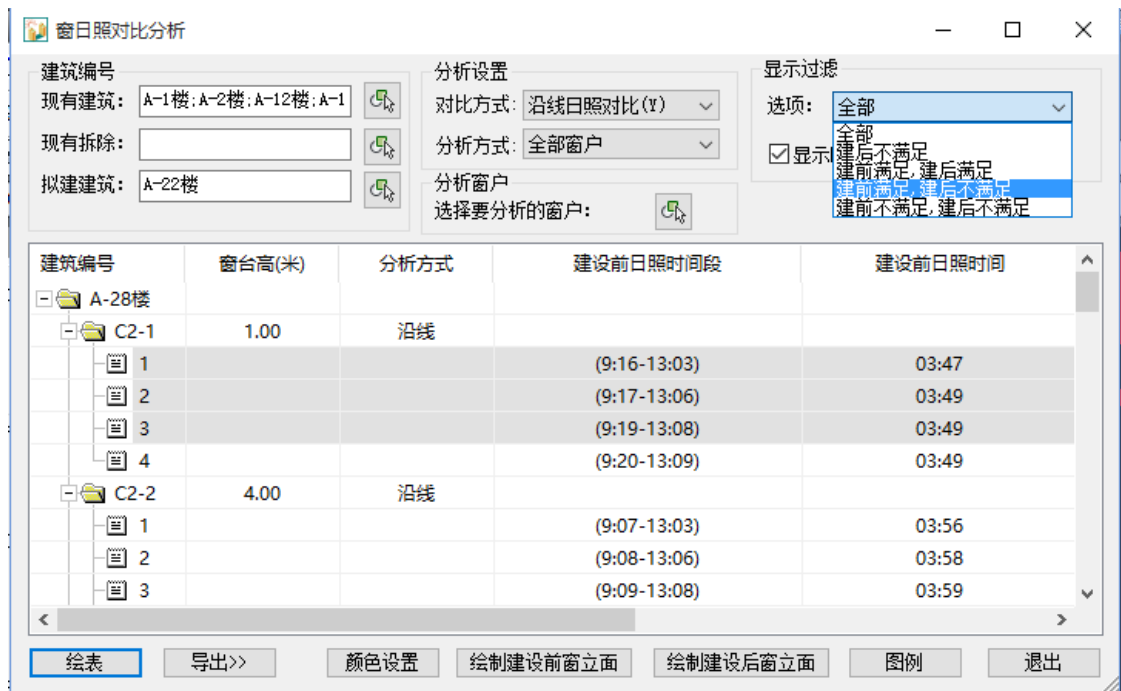 窗日照对比分析
建筑编号
现有建筑： A-1楼;A-2楼;A-12楼;A-1
现有拆除：
拟建建筑： A-22楼
分析设置
对比方式： 沿线日照对比(Y)
分析方式： 全部窗户
分析窗户
选择要分析的窗户：
显示过滤
选项： 全部
全部
建后不满足
建前满足,建后满足
建前满足,建后不满足
建前不满足,建后不满足
显示
建筑编号 窗台高(米) 分析方式 建设前日照时间段 建设前日照时间
A-28楼
C2-1 1.00 沿线
1 (9:16-13:03) 03:47
2 (9:17-13:06) 03:49
3 (9:19-13:08) 03:49
4 (9:20-13:09) 03:49
C2-2 4.00 沿线
1 (9:07-13:03) 03:56
2 (9:08-13:06) 03:58
3 (9:09-13:08) 03:59
绘表 导出>> 颜色设置 绘制建设前窗立面 绘制建设后窗立面 图例 退出